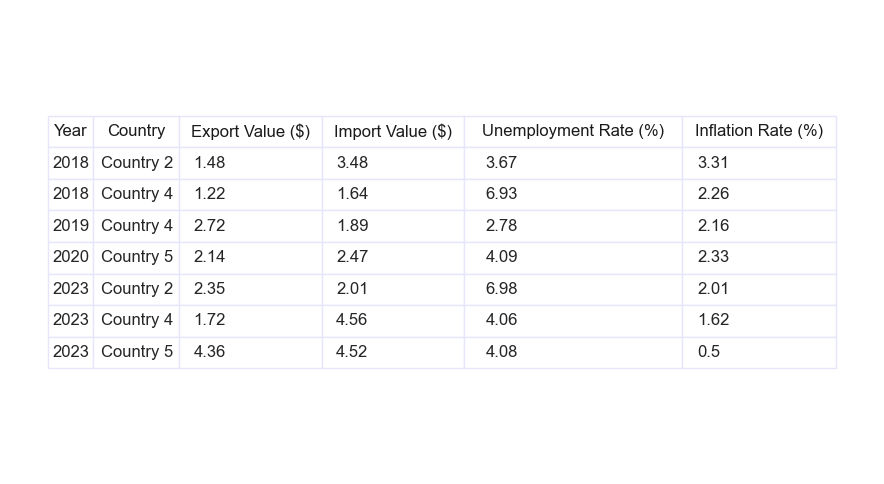 Year Country Export Value ($) Import Value ($) Unemployment Rate (%) Inflation Rate (%)
2018 Country 2 1.48 3.48 3.67 3.31
2018 Country 4 1.22 1.64 6.93 2.26
2019 Country 4 2.72 1.89 2.78 2.16
2020 Country 5 2.14 2.47 4.09 2.33
2023 Country 2 2.35 2.01 6.98 2.01
2023 Country 4 1.72 4.56 4.06 1.62
2023 Country 5 4.36 4.52 4.08 0.5